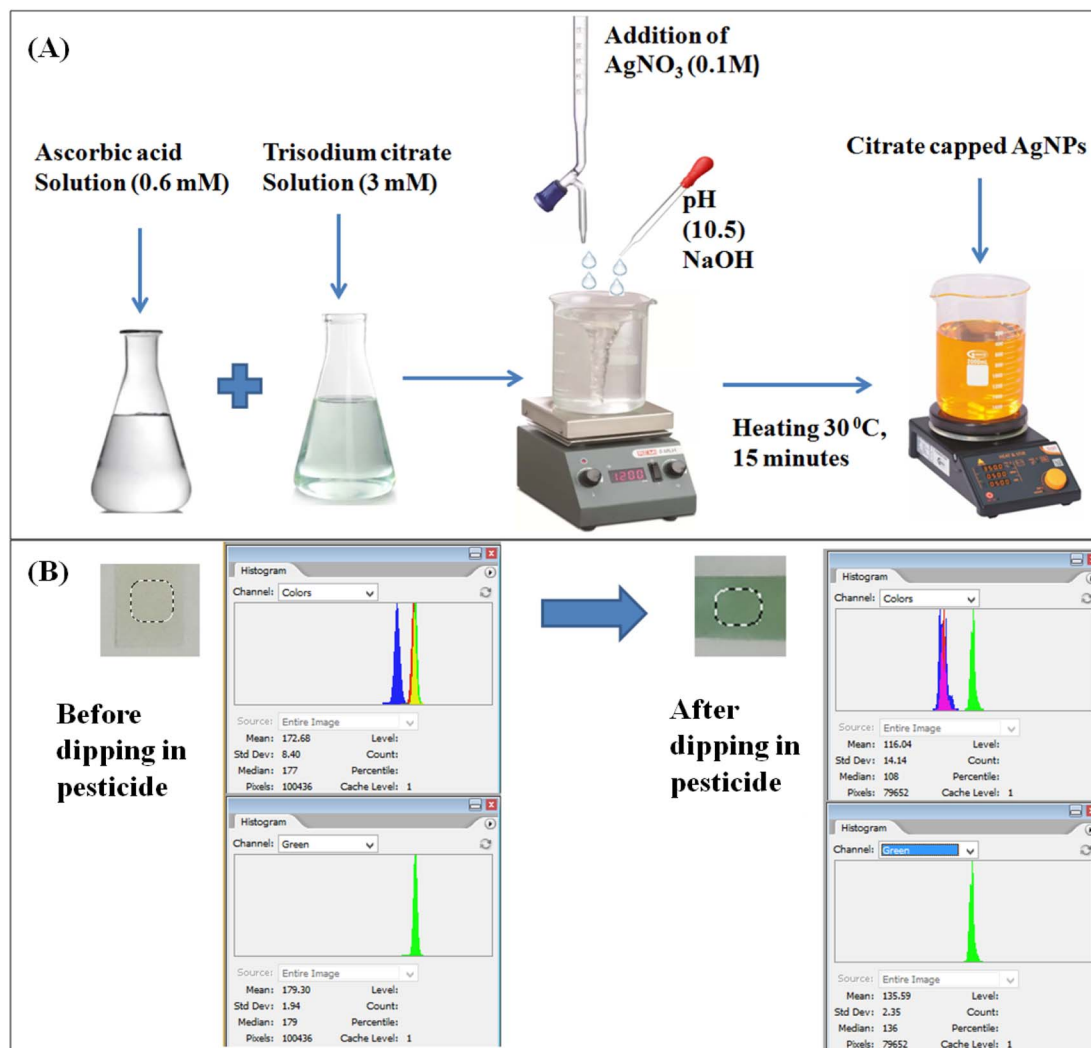 (A)
Ascorbic acid
Solution (0.6 mM)
Trisodium citrate
Solution (3 mM)
Addition of
AgNO₃ (0.1M)
pH
(10.5)
NaOH
Citrate capped AgNPs
Heating 30 ⁰C,
15 minutes
1200
(B)
Before
dipping in
pesticide
Histogram
Channel: Colors
Source: Entire Image
Mean: 172.68 Level:
Std Dev: 8.40 Count:
Median: 177 Percentile:
Pixels: 100436 Cache Level: 1
Histogram
Channel: Green
Source: Entire Image
Mean: 179.30 Level:
Std Dev: 1.94 Count:
Median: 179 Percentile:
Pixels: 100436 Cache Level: 1
After
dipping in
pesticide
Histogram
Channel: Colors
Source: Entire Image
Mean: 116.04 Level:
Std Dev: 14.14 Count:
Median: 108 Percentile:
Pixels: 79652 Cache Level: 1
Histogram
Channel: Green
Source: Entire Image
Mean: 135.59 Level:
Std Dev: 2.35 Count:
Median: 136 Percentile:
Pixels: 79652 Cache Level: 1